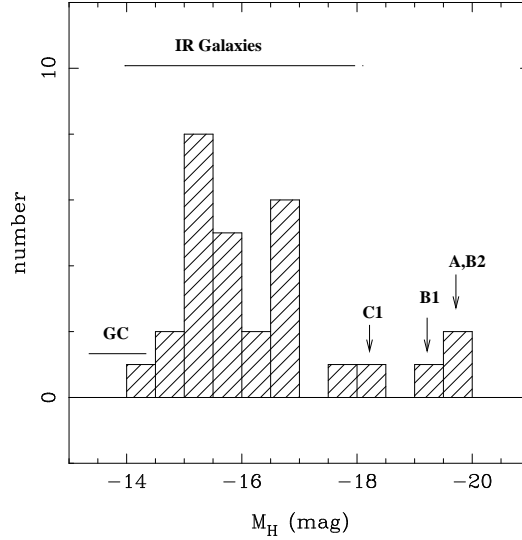 IR Galaxies
10
number
A,B2
C1
B1
GC
0
−14
−16
−18
−20
M_H (mag)